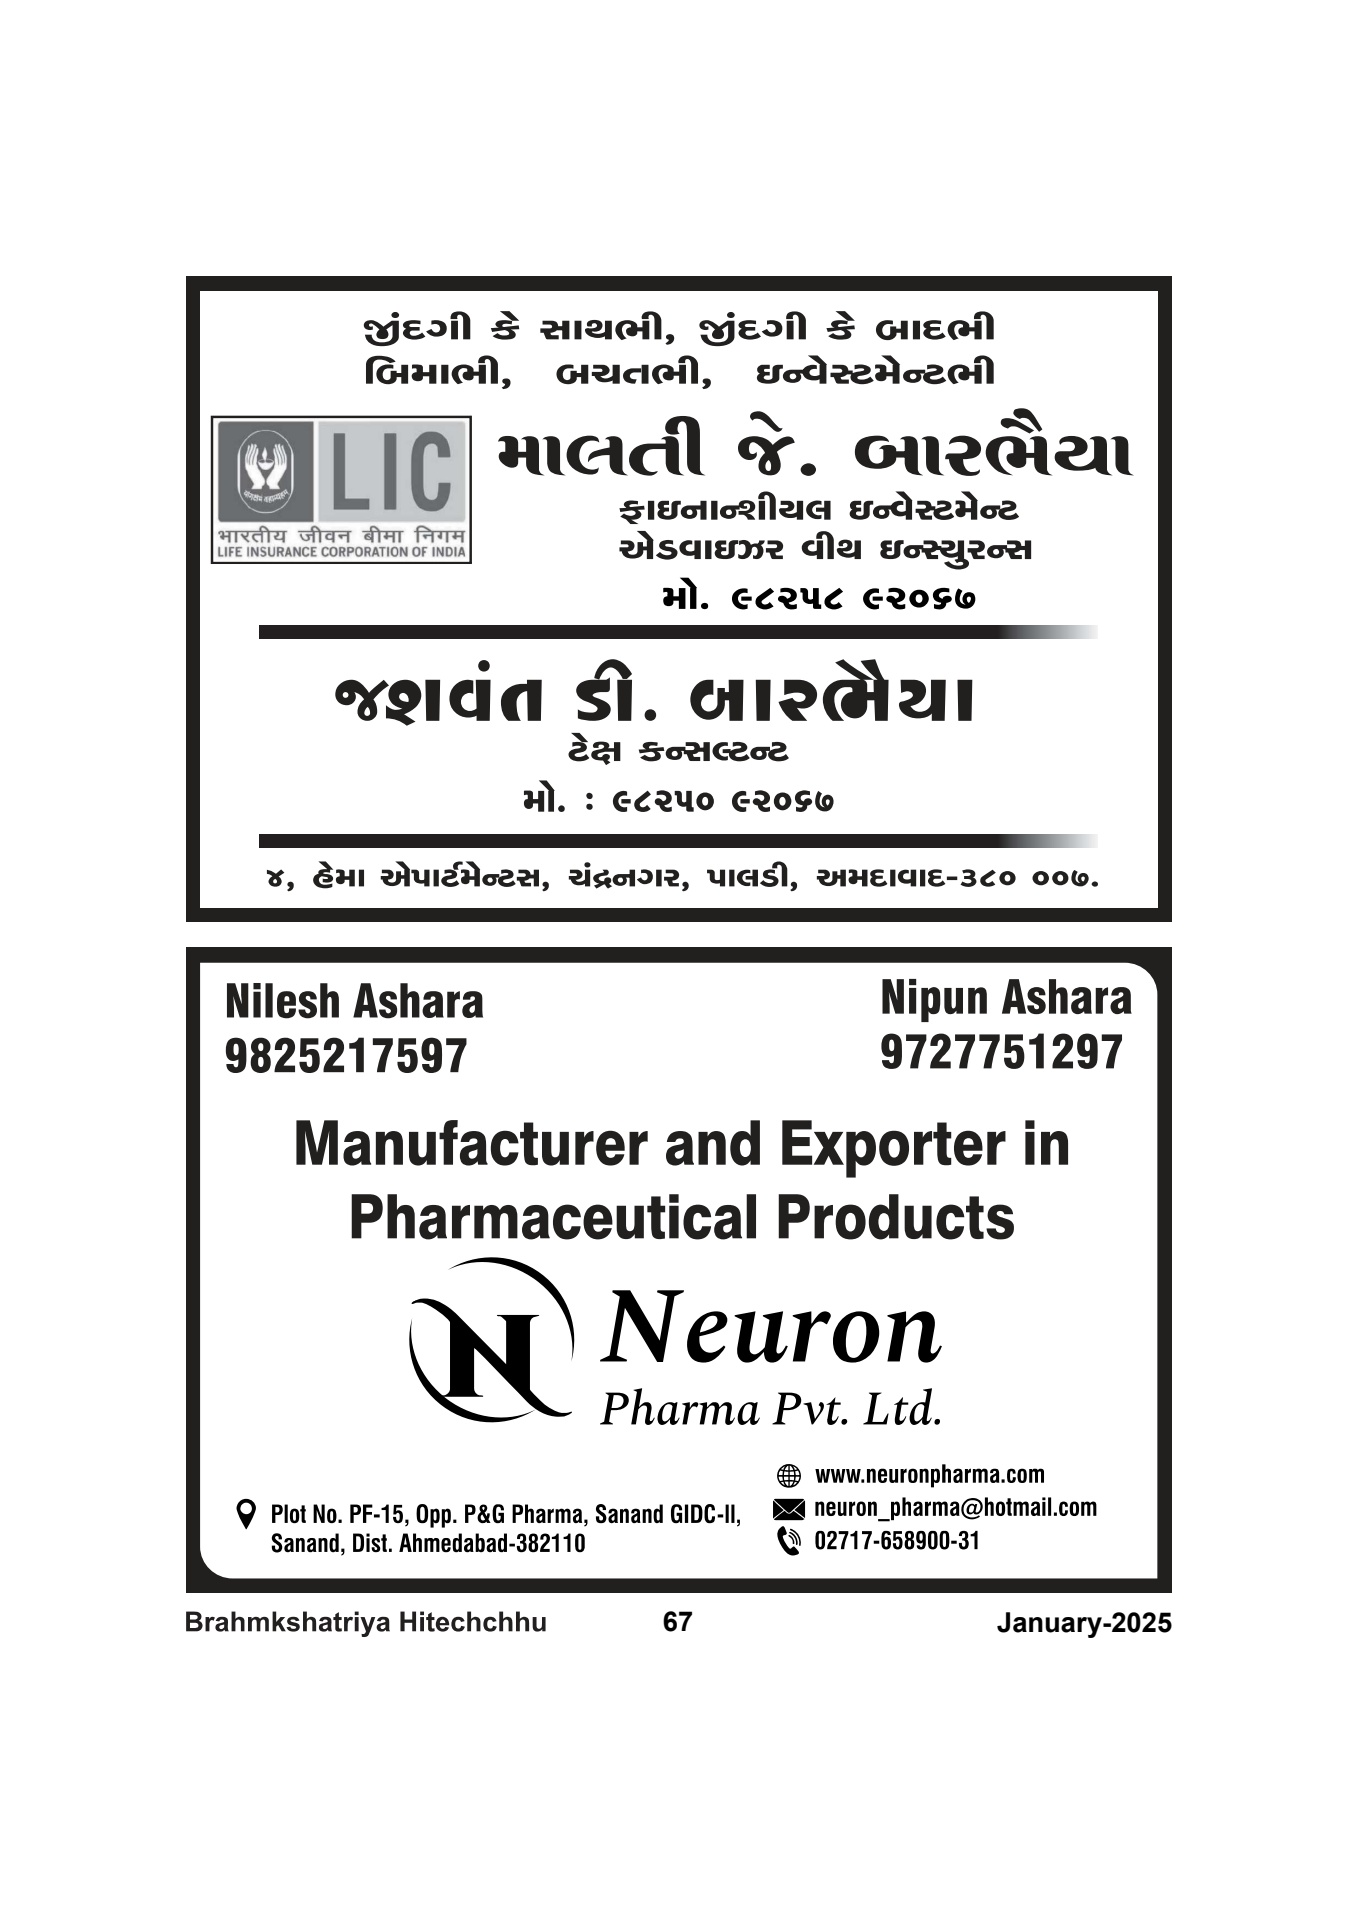 જીંદગી કે સાથભી, જીંદગી કે બાદભી
બિમાભી, બચતભી, ઇન્વેસ્ટમેન્ટભી
LIC
भारतीय जीवन बीमा निगम
LIFE INSURANCE CORPORATION OF INDIA
માલતી જે. બારભૈયા
ફાઇનાન્શીયલ ઇન્વેસ્ટમેન્ટ
એડવાઇઝર વીથ ઇન્સ્યુરન્સ
મો. ૯૮૨૫૮ ૯૨૦૬૭
જશવંત ડી. બારભૈયા
ટેક્ષ કન્સલ્ટન્ટ
મો. : ૯૮૨૫૦ ૯૨૦૬૭
૪, હેમા એપાર્ટમેન્ટસ, ચંદ્રનગર, પાલડી, અમદાવાદ-૩૮૦ ૦૦૭.
Nilesh Ashara
9825217597
Nipun Ashara
9727751297
Manufacturer and Exporter in
Pharmaceutical Products
N
Neuron
Pharma Pvt. Ltd.
Plot No. PF-15, Opp. P&G Pharma, Sanand GIDC-II,
Sanand, Dist. Ahmedabad-382110
www.neuronpharma.com
neuron_pharma@hotmail.com
02717-658900-31
Brahmkshatriya Hitechchhu 67 January-2025